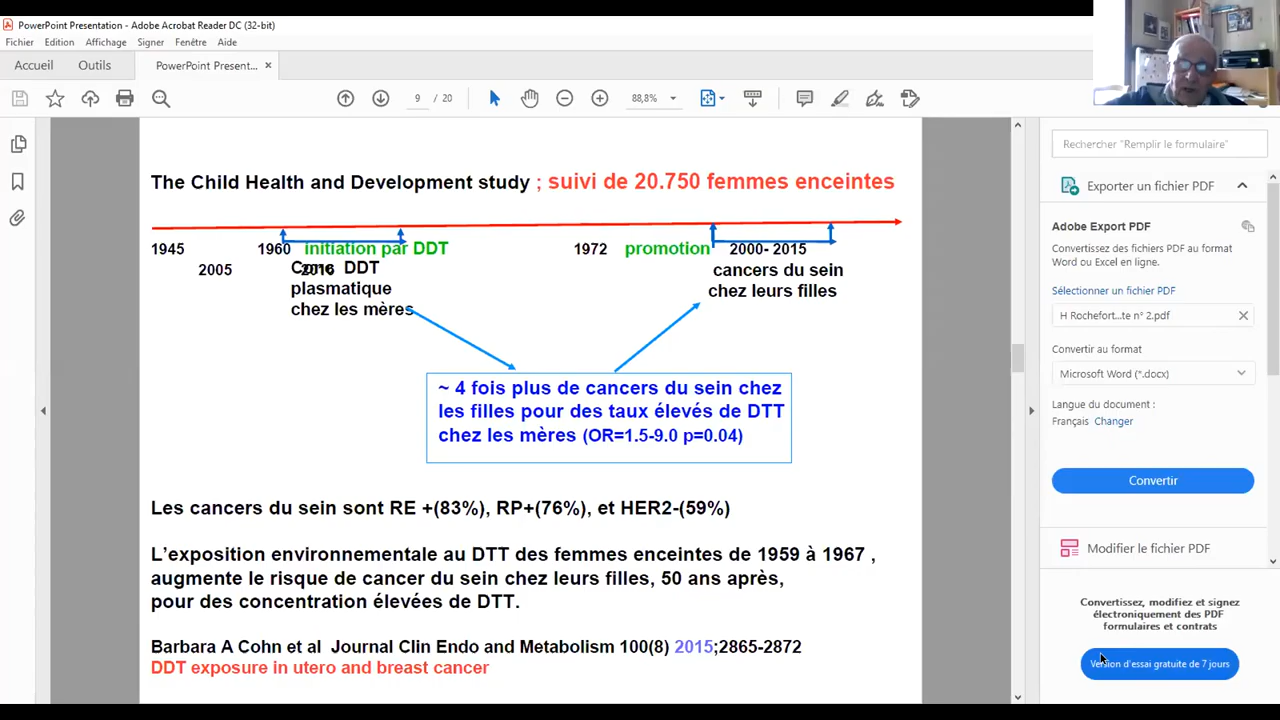 PowerPoint Presentation - Adobe Acrobat Reader DC (32-bit)
Fichier Edition Affichage Signer Fenêtre Aide
Accueil Outils PowerPoint Present... ×
9 / 20 88,8%
The Child Health and Development study ; suivi de 20.750 femmes enceintes
1945 1960 initiation par DDT 1972 promotion 2000- 2015
2005 2016
DDT
plasmatique
chez les mères
cancers du sein
chez leurs filles
~ 4 fois plus de cancers du sein chez
les filles pour des taux élevés de DTT
chez les mères (OR=1.5-9.0 p=0.04)
Les cancers du sein sont RE +(83%), RP+(76%), et HER2-(59%)
L'exposition environnementale au DTT des femmes enceintes de 1959 à 1967 ,
augmente le risque de cancer du sein chez leurs filles, 50 ans après,
pour des concentration élevées de DTT.
Barbara A Cohn et al Journal Clin Endo and Metabolism 100(8) 2015;2865-2872
DDT exposure in utero and breast cancer
Rechercher "Remplir le formulaire"
Exporter un fichier PDF
Adobe Export PDF
Convertissez des fichiers PDF au format
Word ou Excel en ligne.
Sélectionner un fichier PDF
H Rochefort...te n° 2.pdf
Convertir au format
Microsoft Word (*.docx)
Langue du document :
Français Changer
Convertir
Modifier le fichier PDF
Convertissez, modifiez et signez
électroniquement des PDF
formulaires et contrats
Version d'essai gratuite de 7 jours